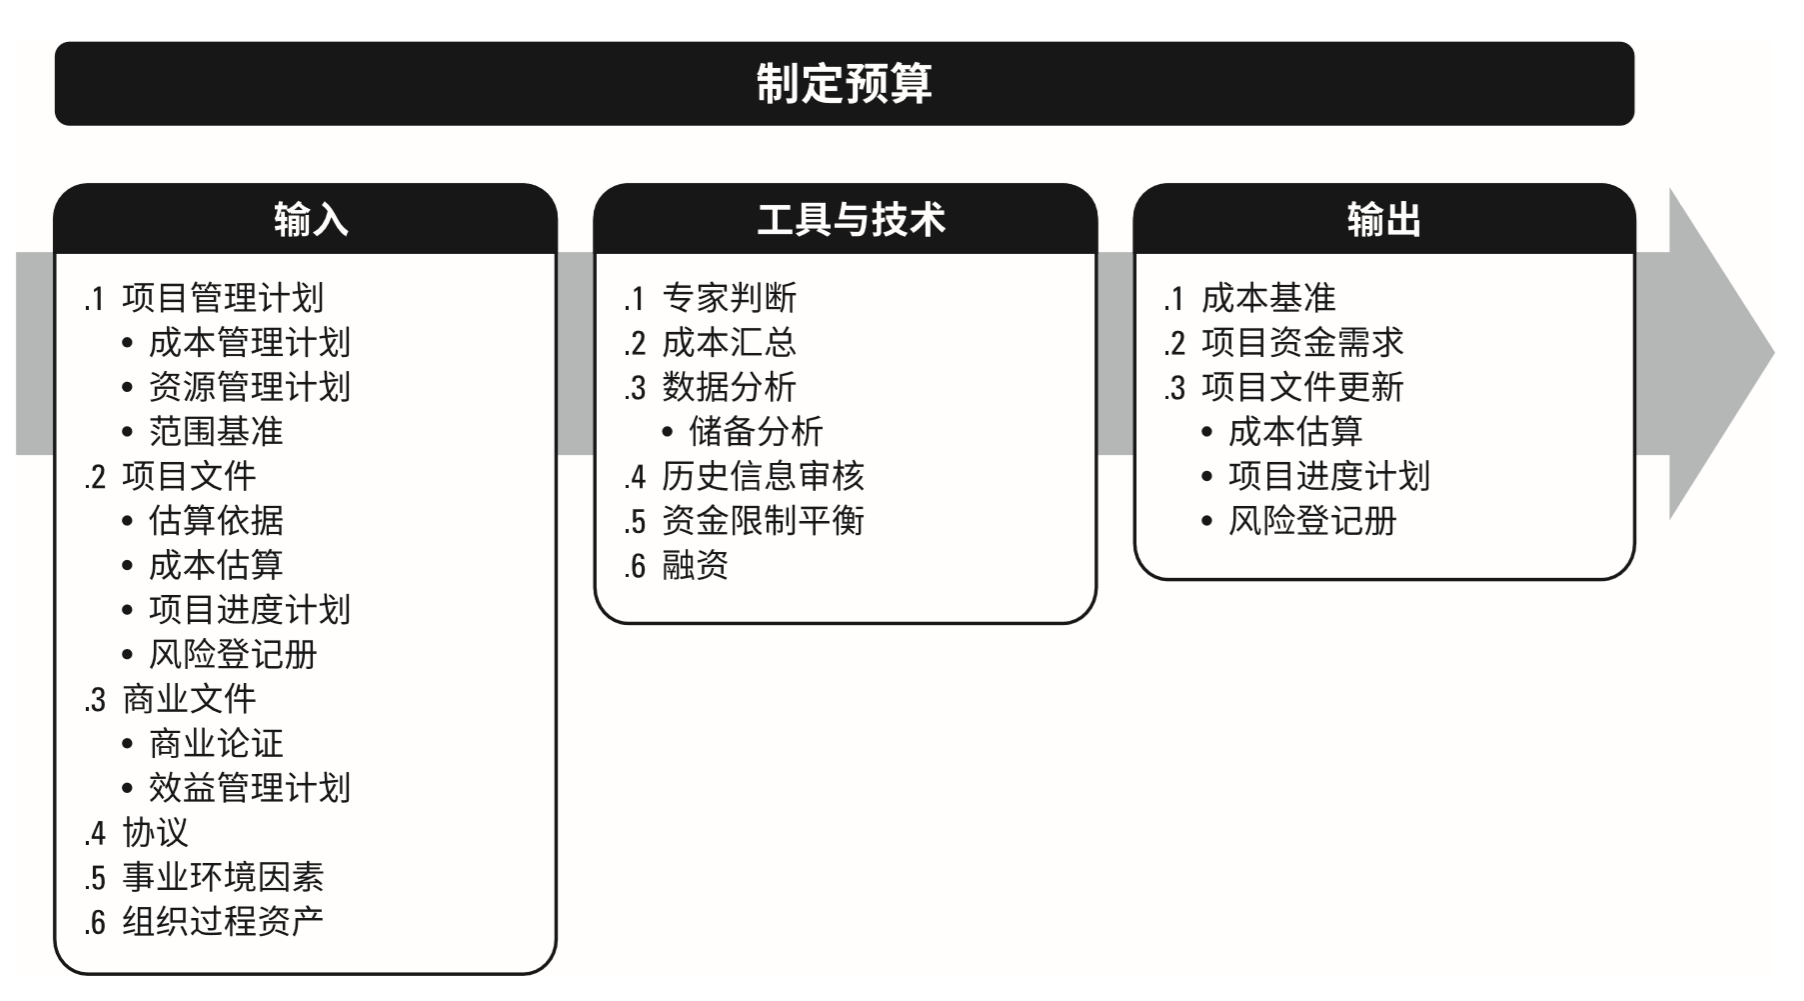 制定预算
输入
.1 项目管理计划
• 成本管理计划
• 资源管理计划
• 范围基准
.2 项目文件
• 估算依据
• 成本估算
• 项目进度计划
• 风险登记册
.3 商业文件
• 商业论证
• 效益管理计划
.4 协议
.5 事业环境因素
.6 组织过程资产
工具与技术
.1 专家判断
.2 成本汇总
.3 数据分析
• 储备分析
.4 历史信息审核
.5 资金限制平衡
.6 融资
输出
.1 成本基准
.2 项目资金需求
.3 项目文件更新
• 成本估算
• 项目进度计划
• 风险登记册